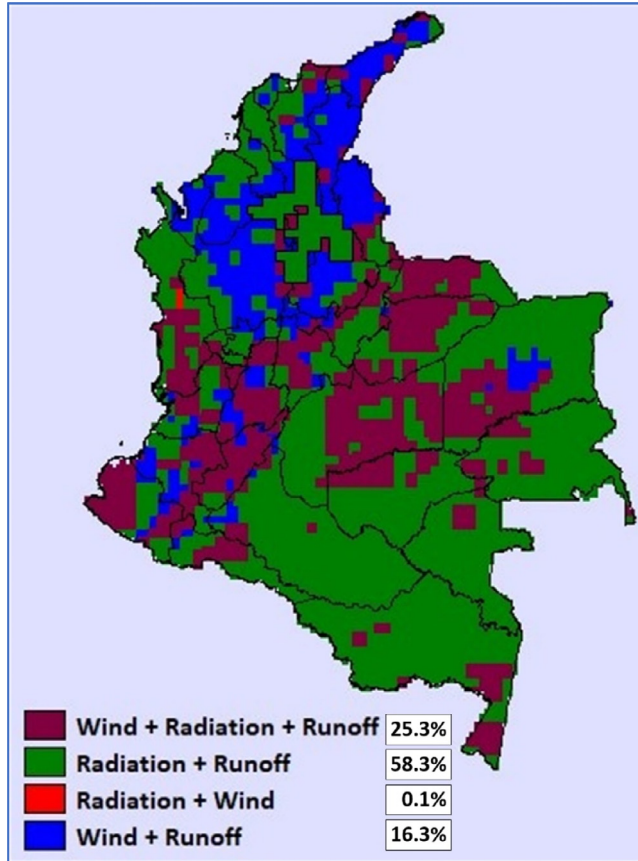 Wind + Radiation + Runoff 25.3%
Radiation + Runoff 58.3%
Radiation + Wind 0.1%
Wind + Runoff 16.3%